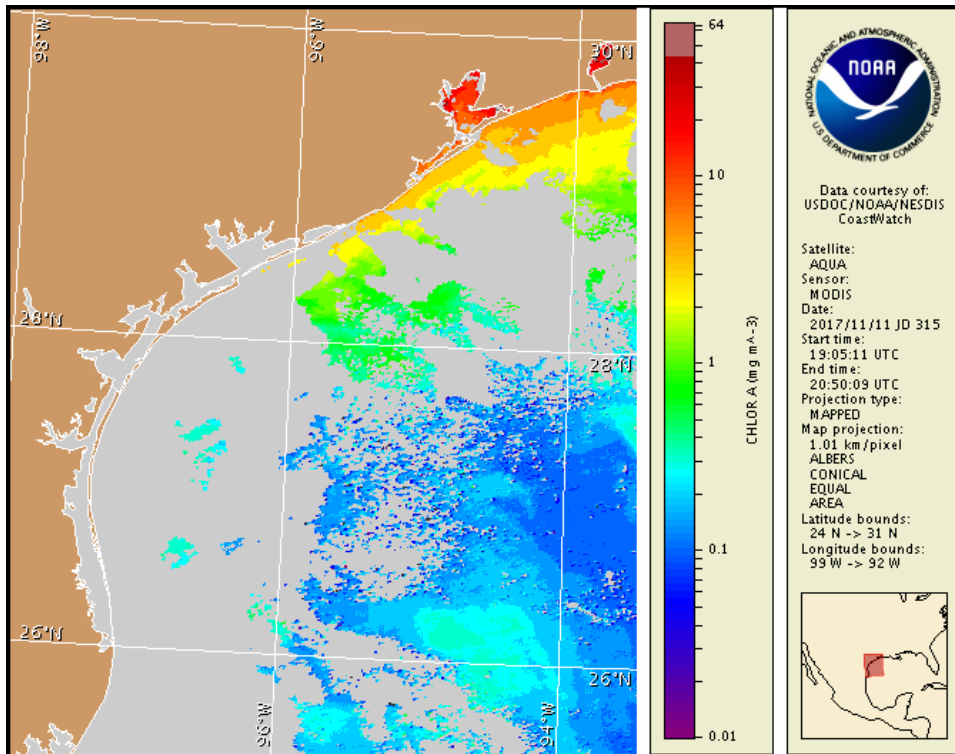 98°W
96°W
30°N
28°N
28°N
26°N
26°N
96°W
94°W
64
10
1
0.1
0.01
CHLOR A (mg m^-3)
NATIONAL OCEANIC AND ATMOSPHERIC ADMINISTRATION
NOAA
U.S. DEPARTMENT OF COMMERCE
Data courtesy of:
USDOC/NOAA/NESDIS
CoastWatch
Satellite:
AQUA
Sensor:
MODIS
Date:
2017/11/11 JD 315
Start time:
19:05:11 UTC
End time:
20:50:09 UTC
Projection type:
MAPPED
Map projection:
1.01 km/pixel
ALBERS
CONICAL
EQUAL
AREA
Latitude bounds:
24 N -> 31 N
Longitude bounds:
99 W -> 92 W